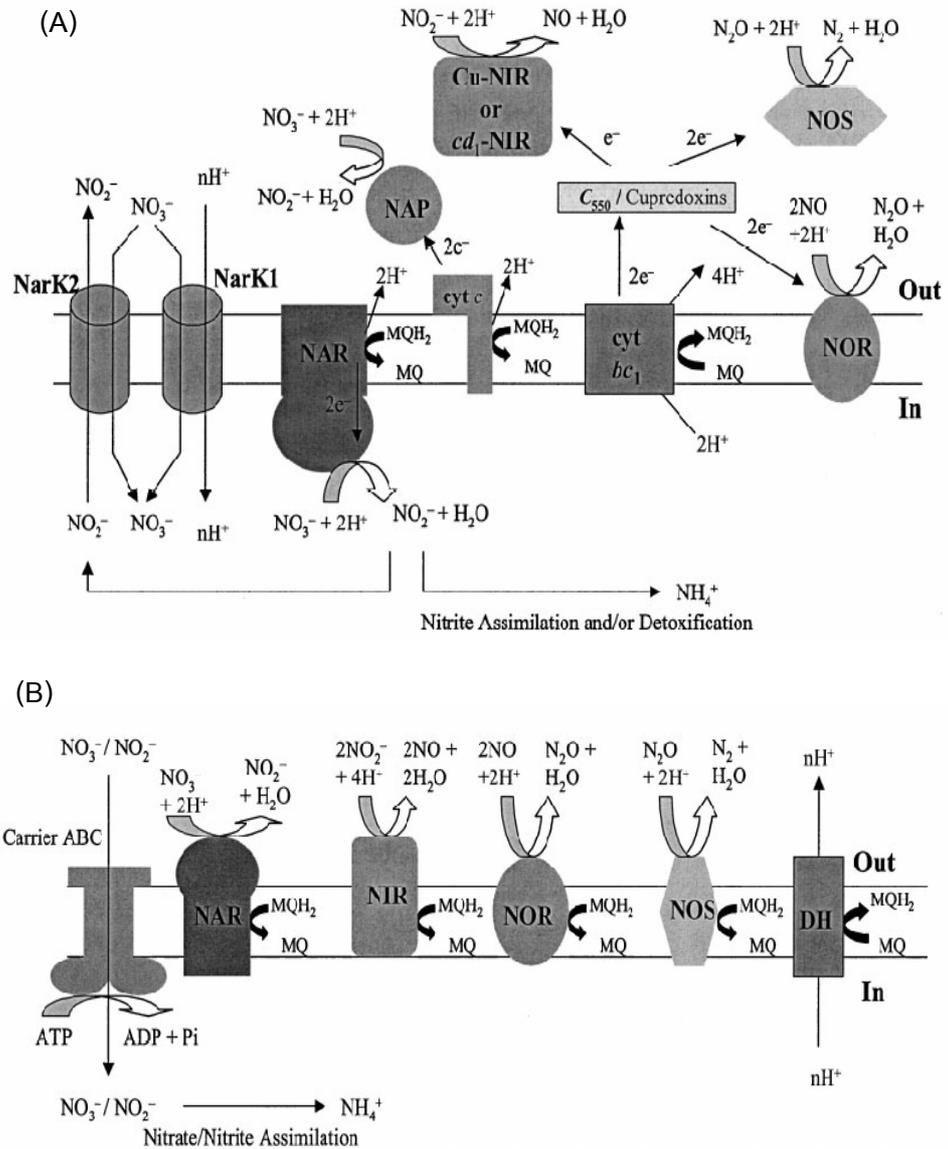 (A)
NO₂⁻ + 2H⁺
NO + H₂O
N₂O + 2H⁺
N₂ + H₂O
Cu-NIR
or
cd₁-NIR
NOS
NO₃⁻ + 2H⁺
NO₂⁻ + H₂O
NAP
e⁻
2e⁻
C₅₅₀ / Cupredoxins
2NO
+2H⁺
N₂O +
H₂O
2e⁻
NO₂⁻
NO₃⁻
nH⁺
NarK2
NarK1
2H⁺
2e⁻
cyt c
2H⁺
2e⁻
4H⁺
Out
NAR
MQH₂
MQ
MQH₂
MQ
cyt
bc₁
MQH₂
MQ
NOR
In
2e⁻
2H⁺
NO₂⁻
NO₃⁻
nH⁺
NO₃⁻ + 2H⁺
NO₂⁻ + H₂O
NH₄⁺
Nitrite Assimilation and/or Detoxification
(B)
NO₃⁻/ NO₂⁻
NO₃
+ 2H⁺
NO₂⁻
+ H₂O
2NO₂⁻
+ 4H⁻
2NO +
2H₂O
2NO
+2H⁺
N₂O +
H₂O
N₂O
+ 2H⁻
N₂ +
H₂O
nH⁺
Carrier ABC
Out
NAR
MQH₂
MQ
NIR
MQH₂
MQ
NOR
MQH₂
MQ
NOS
MQH₂
MQ
DH
MQH₂
MQ
In
ATP
ADP + Pi
nH⁺
NO₃⁻/ NO₂⁻
NH₄⁺
Nitrate/Nitrite Assimilation